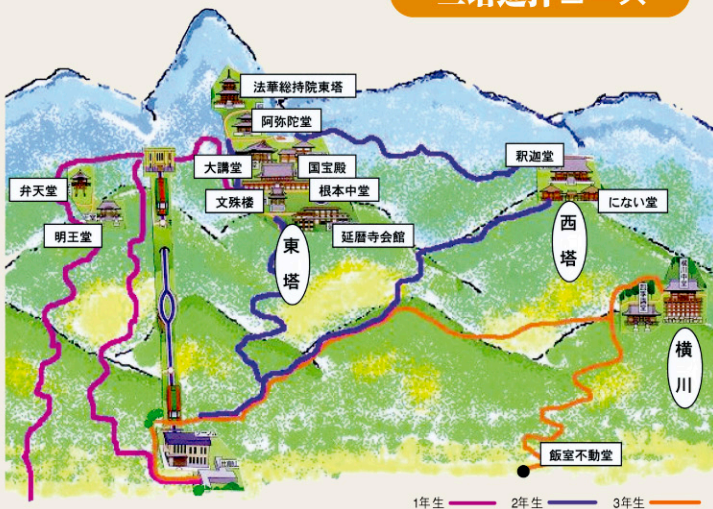 法華総持院東塔
阿弥陀堂
大講堂
国宝殿
釈迦堂
弁天堂
文殊楼
根本中堂
にない堂
明王堂
延暦寺会館
東塔
西塔
横川
飯室不動堂
1年生
2年生
3年生